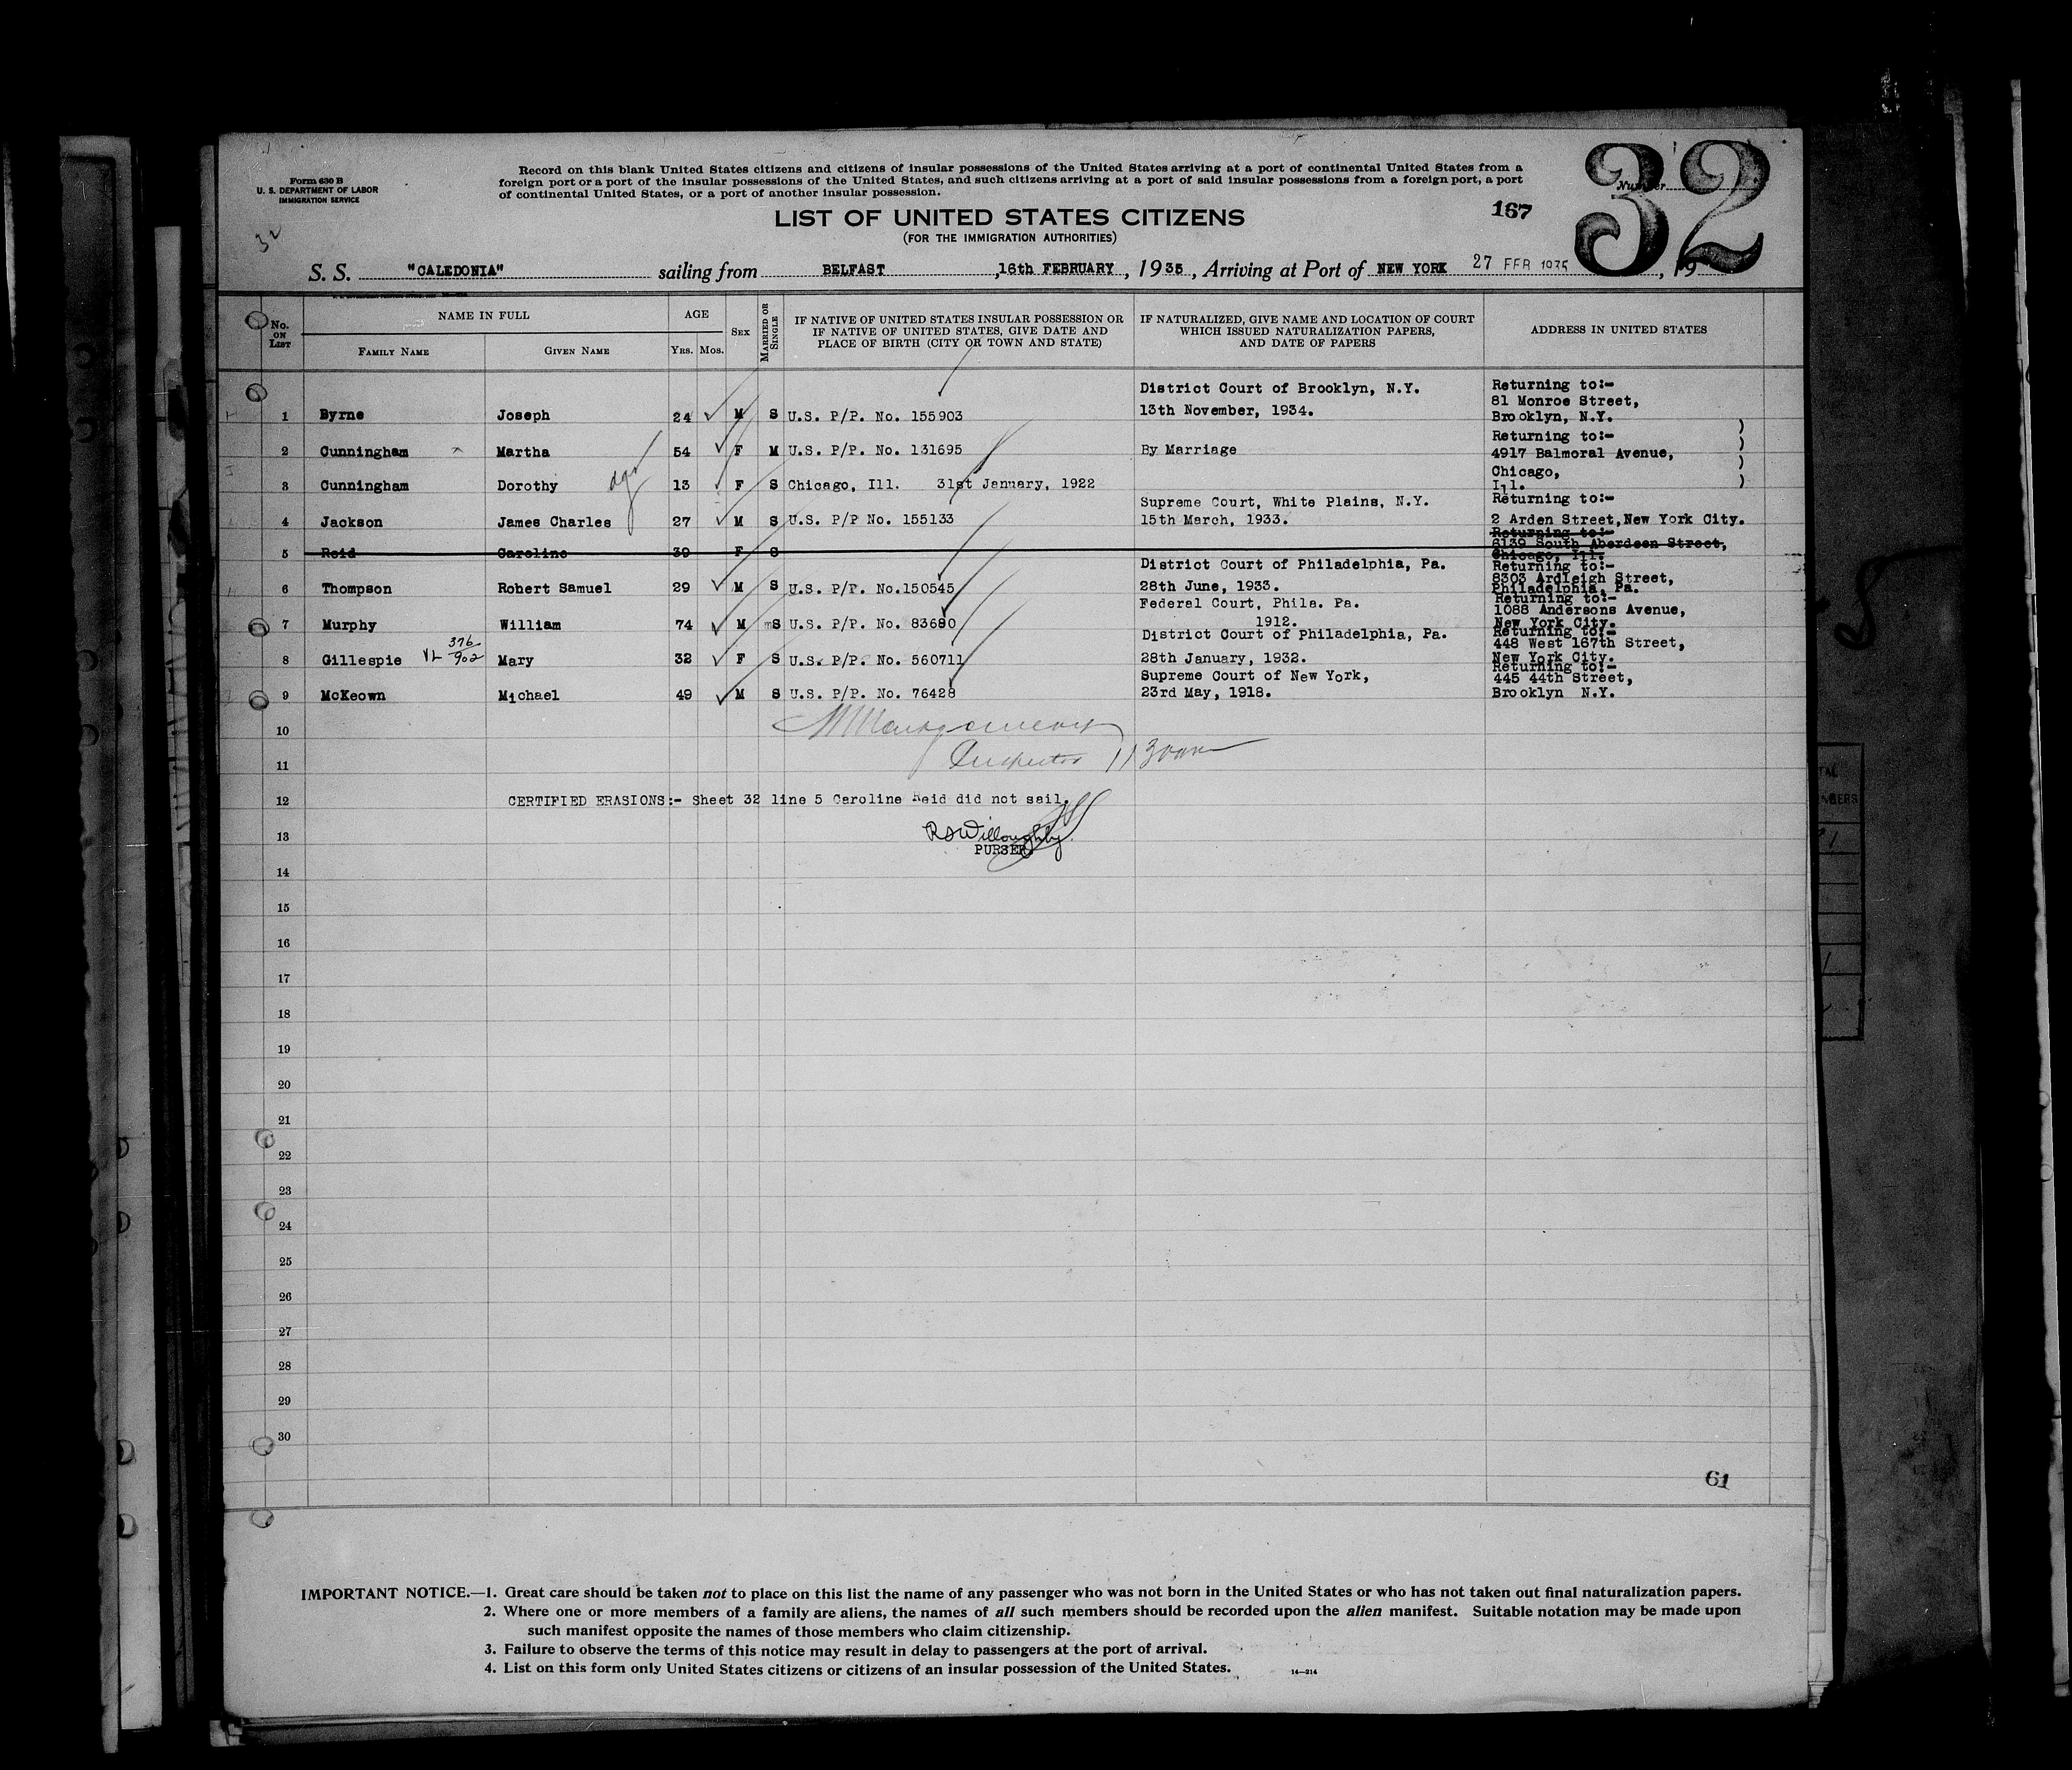 Form 630 B
U. S. DEPARTMENT OF LABOR
IMMIGRATION SERVICE
Record on this blank United States citizens and citizens of insular possessions of the United States arriving at a port of continental United States from a
foreign port or a port of the insular possessions of the United States, and such citizens arriving at a port of said insular possessions from a foreign port, a port
of continental United States, or a port of another insular possession.
Number
32
167
LIST OF UNITED STATES CITIZENS
(FOR THE IMMIGRATION AUTHORITIES)
32
S. S. "CALEDONIA" sailing from BELFAST ,16th FEBRUARY , 1935 , Arriving at Port of NEW YORK 27 FEB 1935 , 19
No. ON LIST
NAME IN FULL
FAMILY NAME GIVEN NAME
AGE
YRS. MOS.
SEX
MARRIED OR SINGLE
IF NATIVE OF UNITED STATES INSULAR POSSESSION OR
IF NATIVE OF UNITED STATES, GIVE DATE AND
PLACE OF BIRTH (CITY OR TOWN AND STATE)
IF NATURALIZED, GIVE NAME AND LOCATION OF COURT
WHICH ISSUED NATURALIZATION PAPERS,
AND DATE OF PAPERS
ADDRESS IN UNITED STATES
District Court of Brooklyn, N.Y. Returning to:-
81 Monroe Street,
1 Byrne Joseph 24 M S U.S. P/P. No. 155903 13th November, 1934. Brooklyn, N.Y.
Returning to:-
2 Cunningham Martha 54 F M U.S. P/P. No. 131695 By Marriage 4917 Balmoral Avenue,
Chicago,
3 Cunningham Dorothy dgr 13 F S Chicago, Ill. 31st January, 1922 Ill.
Supreme Court, White Plains, N.Y. Returning to:-
4 Jackson James Charles 27 M S U.S. P/P No. 155133 15th March, 1933. 2 Arden Street,New York City.
Returning to:-
5 Reid Caroline 39 F S 6139 South Aberdeen Street,
Chicago, Ill.
District Court of Philadelphia, Pa. Returning to:-
8303 Ardleigh Street,
6 Thompson Robert Samuel 29 M S U.S. P/P. No.150545 28th June, 1933. Philadelphia, Pa.
Federal Court, Phila. Pa. Returning to:-
1088 Andersons Avenue,
7 Murphy William 74 M mS U.S. P/P. No. 83680 1912. New York City.
District Court of Philadelphia, Pa. Returning to:-
448 West 167th Street,
8 Gillespie VL 376/902 Mary 32 F S U.S. P/P. No. 560711 28th January, 1932. New York City.
Supreme Court of New York, Returning to:-
445 44th Street,
9 McKeown Michael 49 M S U.S. P/P. No. 76428 23rd May, 1918. Brooklyn N.Y.
10
Inspector
11
12 CERTIFIED ERASIONS:- Sheet 32 line 5 Caroline Reid did not sail.
13 RSWilloughby
PURSER.
14
15
16
17
18
19
20
21
22
23
24
25
26
27
28
29
30
61
IMPORTANT NOTICE.—1. Great care should be taken not to place on this list the name of any passenger who was not born in the United States or who has not taken out final naturalization papers.
2. Where one or more members of a family are aliens, the names of all such members should be recorded upon the alien manifest. Suitable notation may be made upon
such manifest opposite the names of those members who claim citizenship.
3. Failure to observe the terms of this notice may result in delay to passengers at the port of arrival.
4. List on this form only United States citizens or citizens of an insular possession of the United States.
14—214